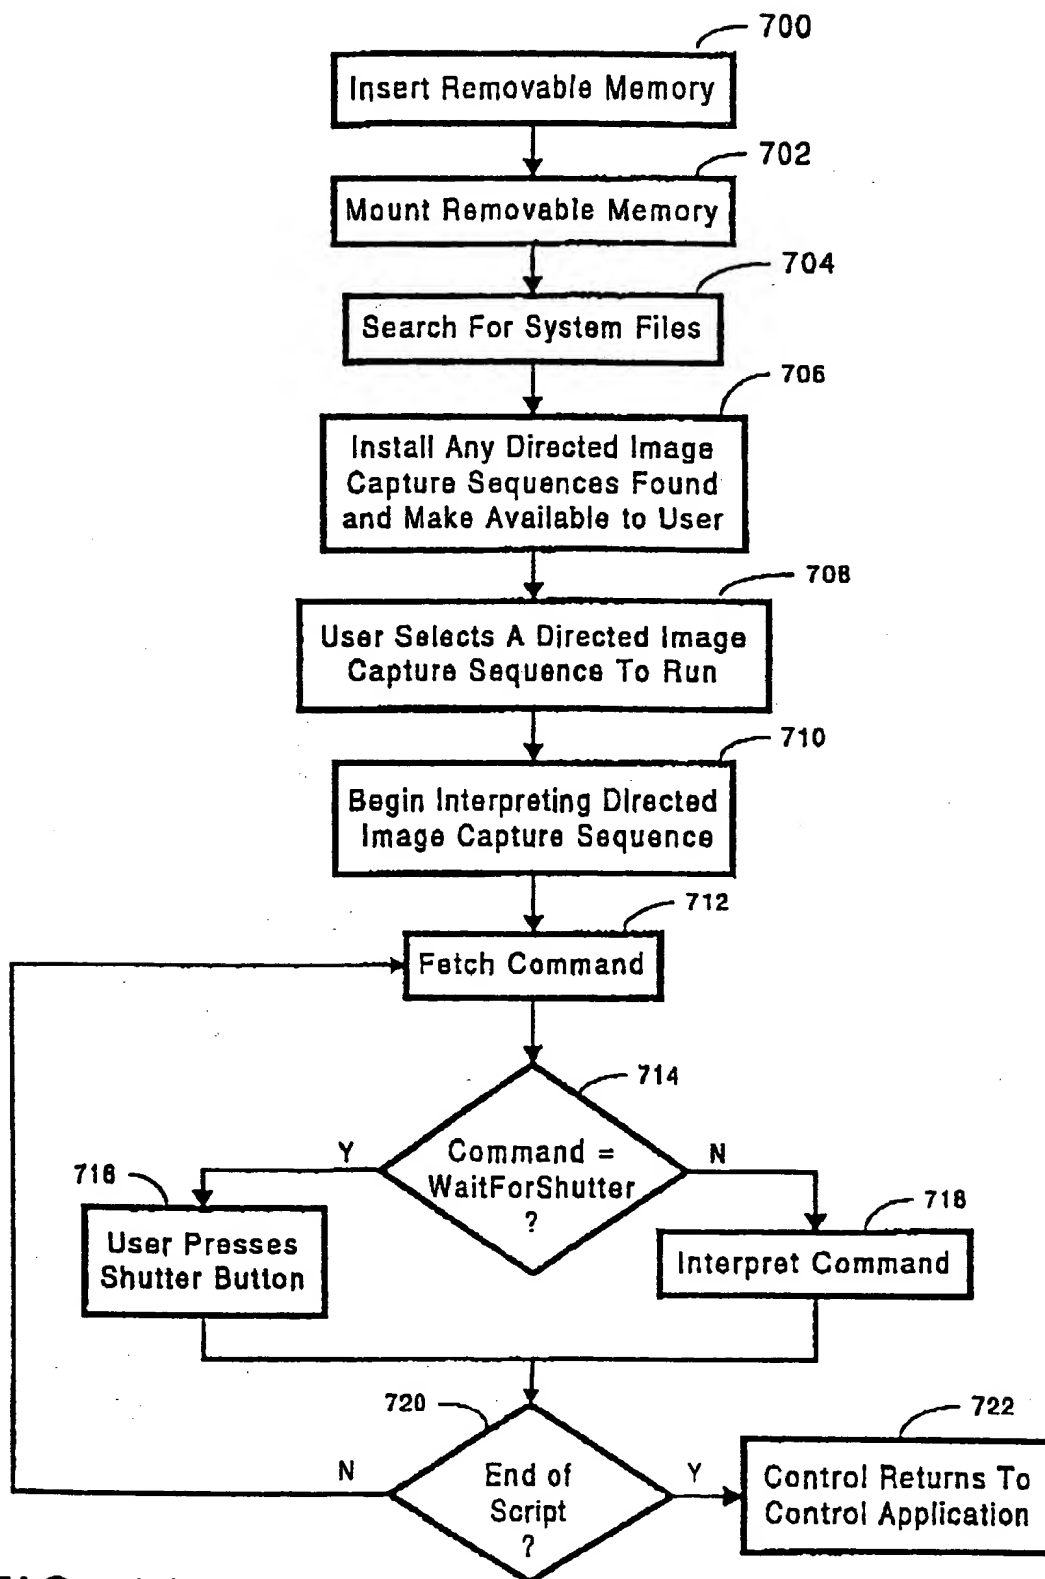 700
Insert Removable Memory
702
Mount Removable Memory
704
Search For System Files
706
Install Any Directed Image
Capture Sequences Found
and Make Available to User
708
User Selects A Directed Image
Capture Sequence To Run
710
Begin Interpreting Directed
Image Capture Sequence
712
Fetch Command
714
Command =
WaitForShutter
?
Y
N
716
User Presses
Shutter Button
718
Interpret Command
720
End of
Script
?
N
Y
722
Control Returns To
Control Application